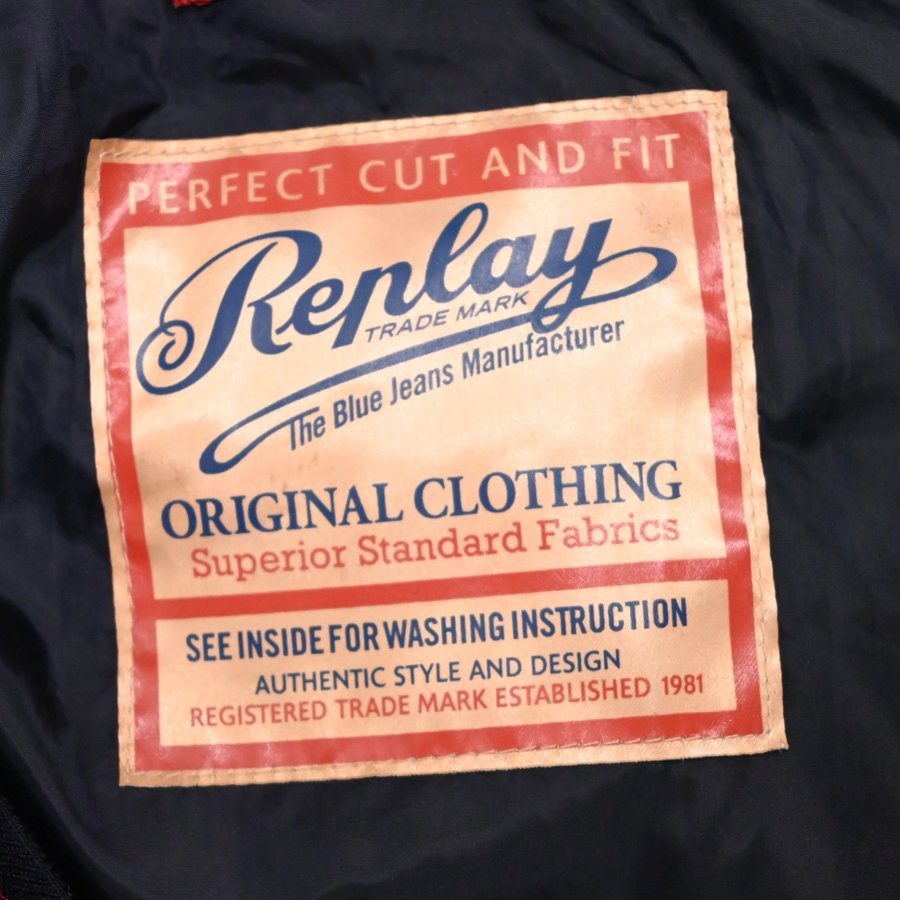 PERFECT CUT AND FIT
Replay
TRADE MARK
The Blue Jeans Manufacturer
ORIGINAL CLOTHING
Superior Standard Fabrics
SEE INSIDE FOR WASHING INSTRUCTION
AUTHENTIC STYLE AND DESIGN
REGISTERED TRADE MARK ESTABLISHED 1981